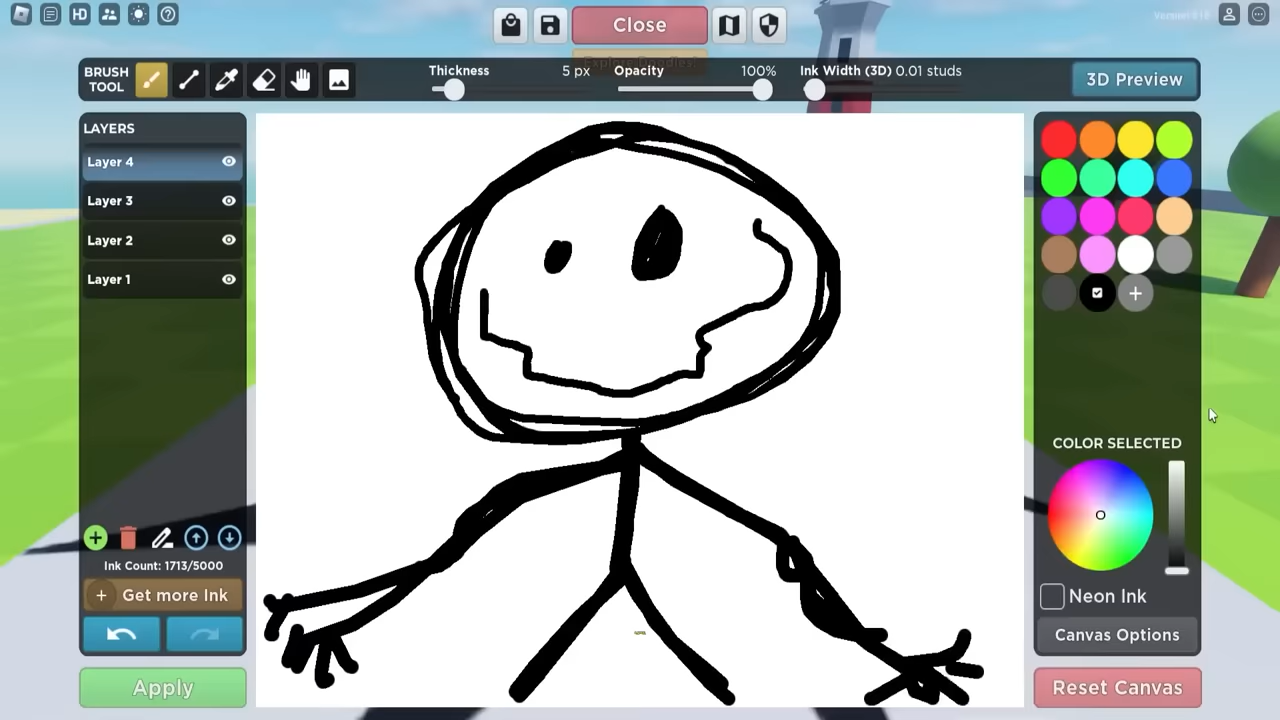 HD
Close
BRUSH TOOL
Thickness 5 px
Opacity 100%
Ink Width (3D) 0.01 studs
3D Preview
LAYERS
Layer 4
Layer 3
Layer 2
Layer 1
Ink Count: 1713/5000
+ Get more Ink
Apply
COLOR SELECTED
Neon Ink
Canvas Options
Reset Canvas